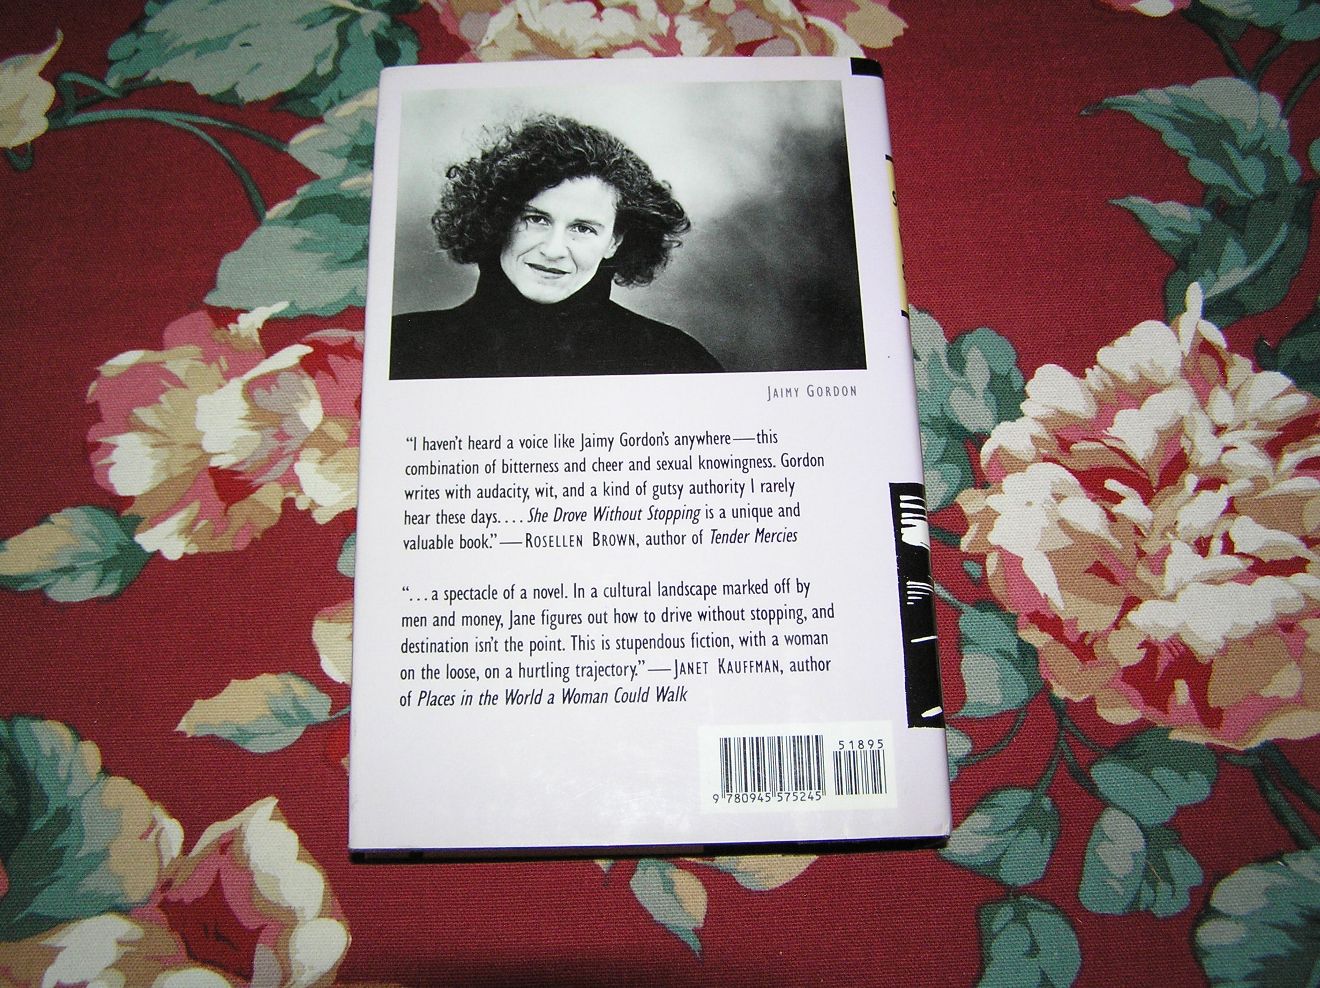 JAIMY GORDON
“I haven't heard a voice like Jaimy Gordon's anywhere—this
combination of bitterness and cheer and sexual knowingness. Gordon
writes with audacity, wit, and a kind of gutsy authority I rarely
hear these days.... She Drove Without Stopping is a unique and
valuable book.”—ROSELLEN BROWN, author of Tender Mercies
“...a spectacle of a novel. In a cultural landscape marked off by
men and money, Jane figures out how to drive without stopping, and
destination isn't the point. This is stupendous fiction, with a woman
on the loose, on a hurtling trajectory.”—JANET KAUFFMAN, author
of Places in the World a Woman Could Walk
51895
9 780945 575245